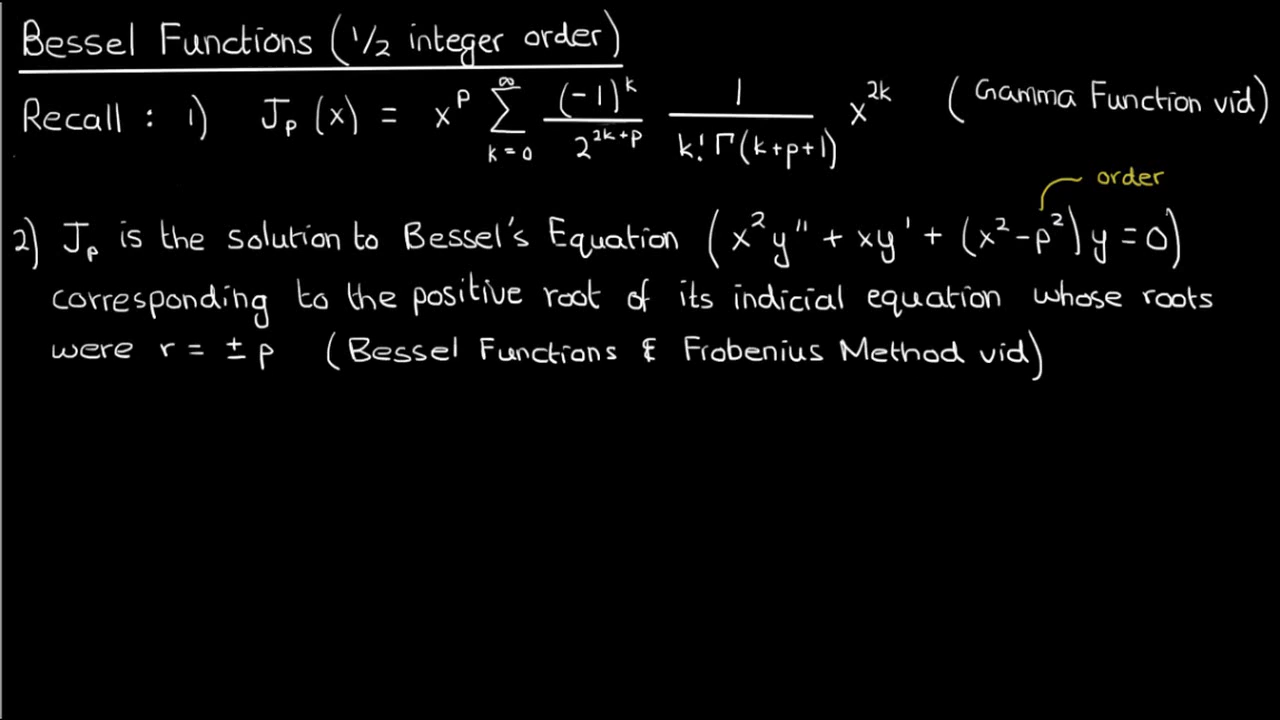 Bessel Functions (1/2 integer order)
Recall : 1) J_p (x) = x^p ∑_{k=0}^{∞} (-1)^k / 2^{2k+p} 1 / k! Γ(k+p+1) x^{2k} (Gamma Function vid)
order
2) J_p is the solution to Bessel's Equation (x²y'' + xy' + (x²-p²)y = 0)
corresponding to the positive root of its indicial equation whose roots
were r = ± p (Bessel Functions & Frobenius Method vid)